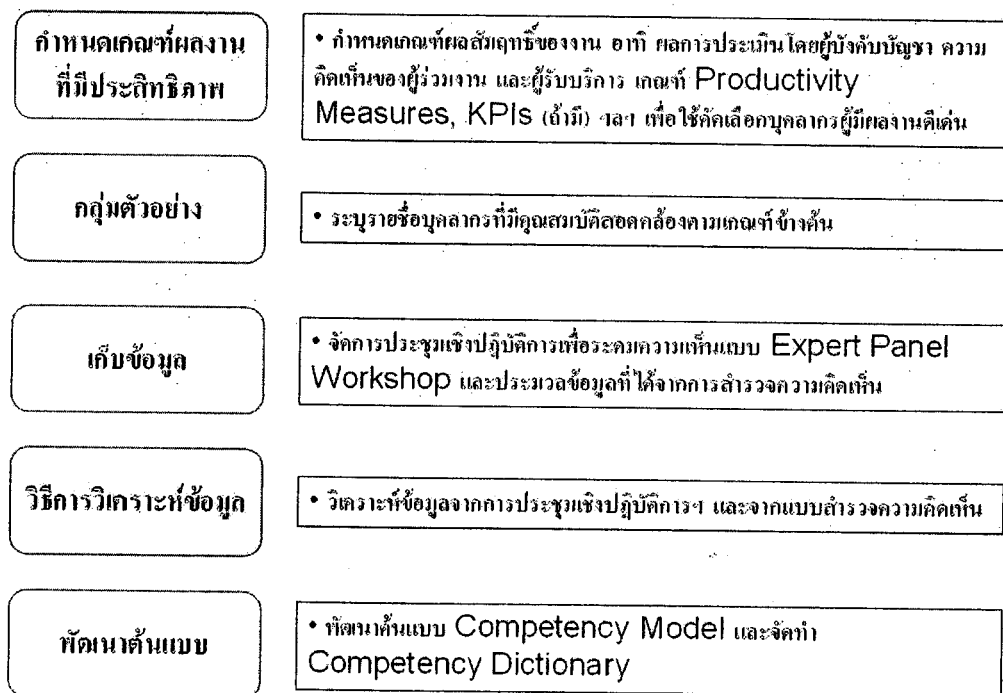 กำหนดเกณฑ์ผลงาน
ที่มีประสิทธิภาพ
• กำหนดเกณฑ์ผลสัมฤทธิ์ของงาน อาทิ ผลการประเมินโดยผู้บังคับบัญชา ความ
คิดเห็นของผู้ร่วมงาน และผู้รับบริการ เกณฑ์ Productivity
Measures, KPIs (ถ้ามี) ฯลฯ เพื่อใช้คัดเลือกบุคลากรผู้มีผลงานดีเด่น
กลุ่มตัวอย่าง
• ระบุรายชื่อบุคลากรที่มีคุณสมบัติสอดคล้องตามเกณฑ์ข้างต้น
เก็บข้อมูล
• จัดการประชุมเชิงปฏิบัติการเพื่อระดมความเห็นแบบ Expert Panel
Workshop และประมวลข้อมูลที่ได้จากการสำรวจความคิดเห็น
วิธีการวิเคราะห์ข้อมูล
• วิเคราะห์ข้อมูลจากการประชุมเชิงปฏิบัติการฯ และจากแบบสำรวจความคิดเห็น
พัฒนาต้นแบบ
• พัฒนาต้นแบบ Competency Model และจัดทำ
Competency Dictionary